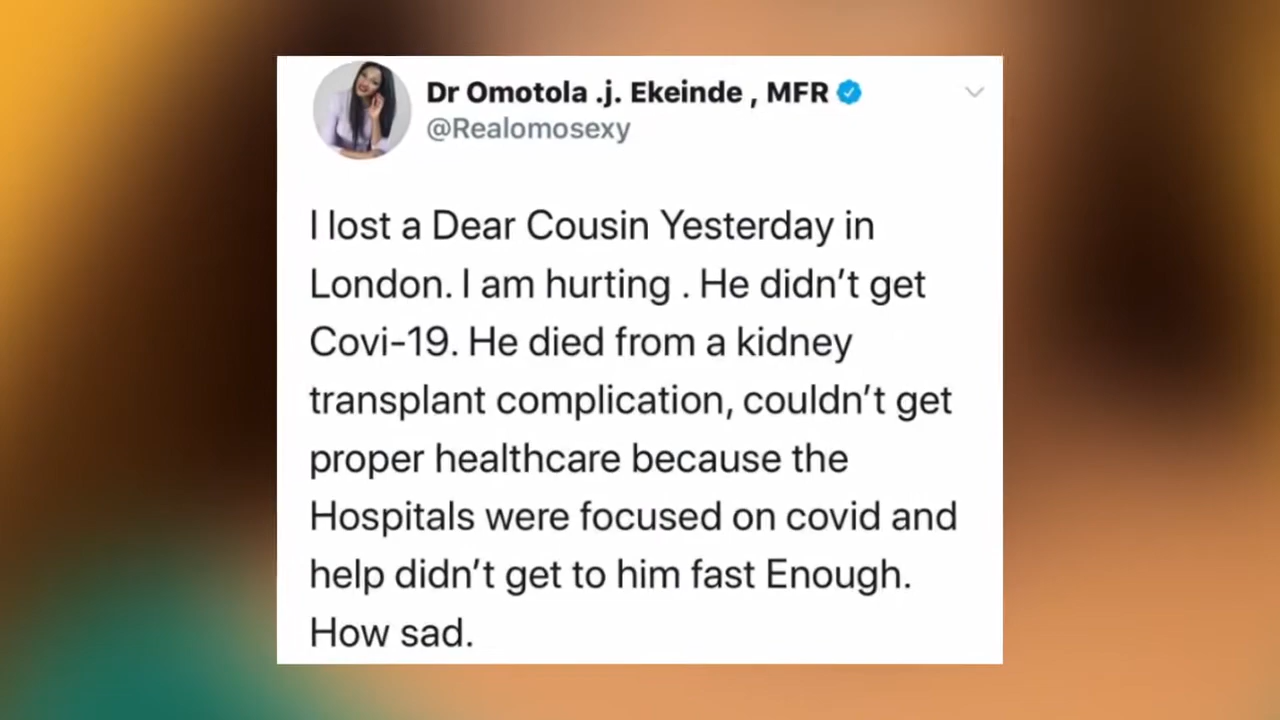 Dr Omotola .j. Ekeinde , MFR
@Realomosexy
I lost a Dear Cousin Yesterday in
London. I am hurting . He didn’t get
Covi-19. He died from a kidney
transplant complication, couldn’t get
proper healthcare because the
Hospitals were focused on covid and
help didn’t get to him fast Enough.
How sad.